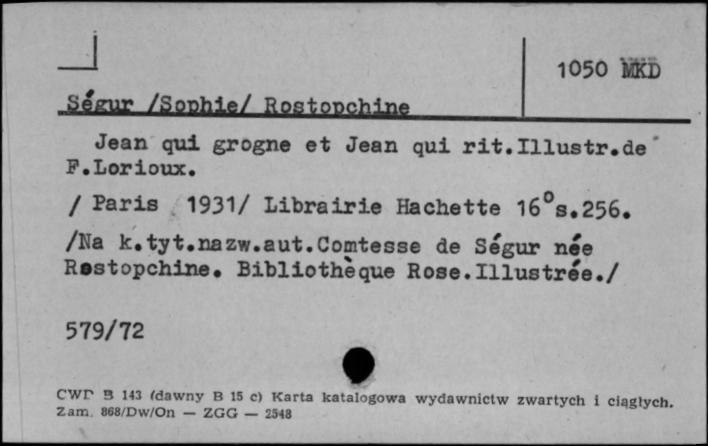 1050 MKD
Ségur /Sophie/ Rostopchine
Jean qui grogne et Jean qui rit.Illustr.de
F.Lorioux.
/ Paris 1931/ Librairie Hachette 16° s.256.
/Na k.tyt.nazw.aut.Comtesse de Ségur née
Rostopchine. Bibliothèque Rose.Illustrée./
579/72
CWD B 143 (dawny B 15 c) Karta katalogowa wydawnictw zwartych i ciągłych.
Zam. 868/Dw/On — ZGG — 2548